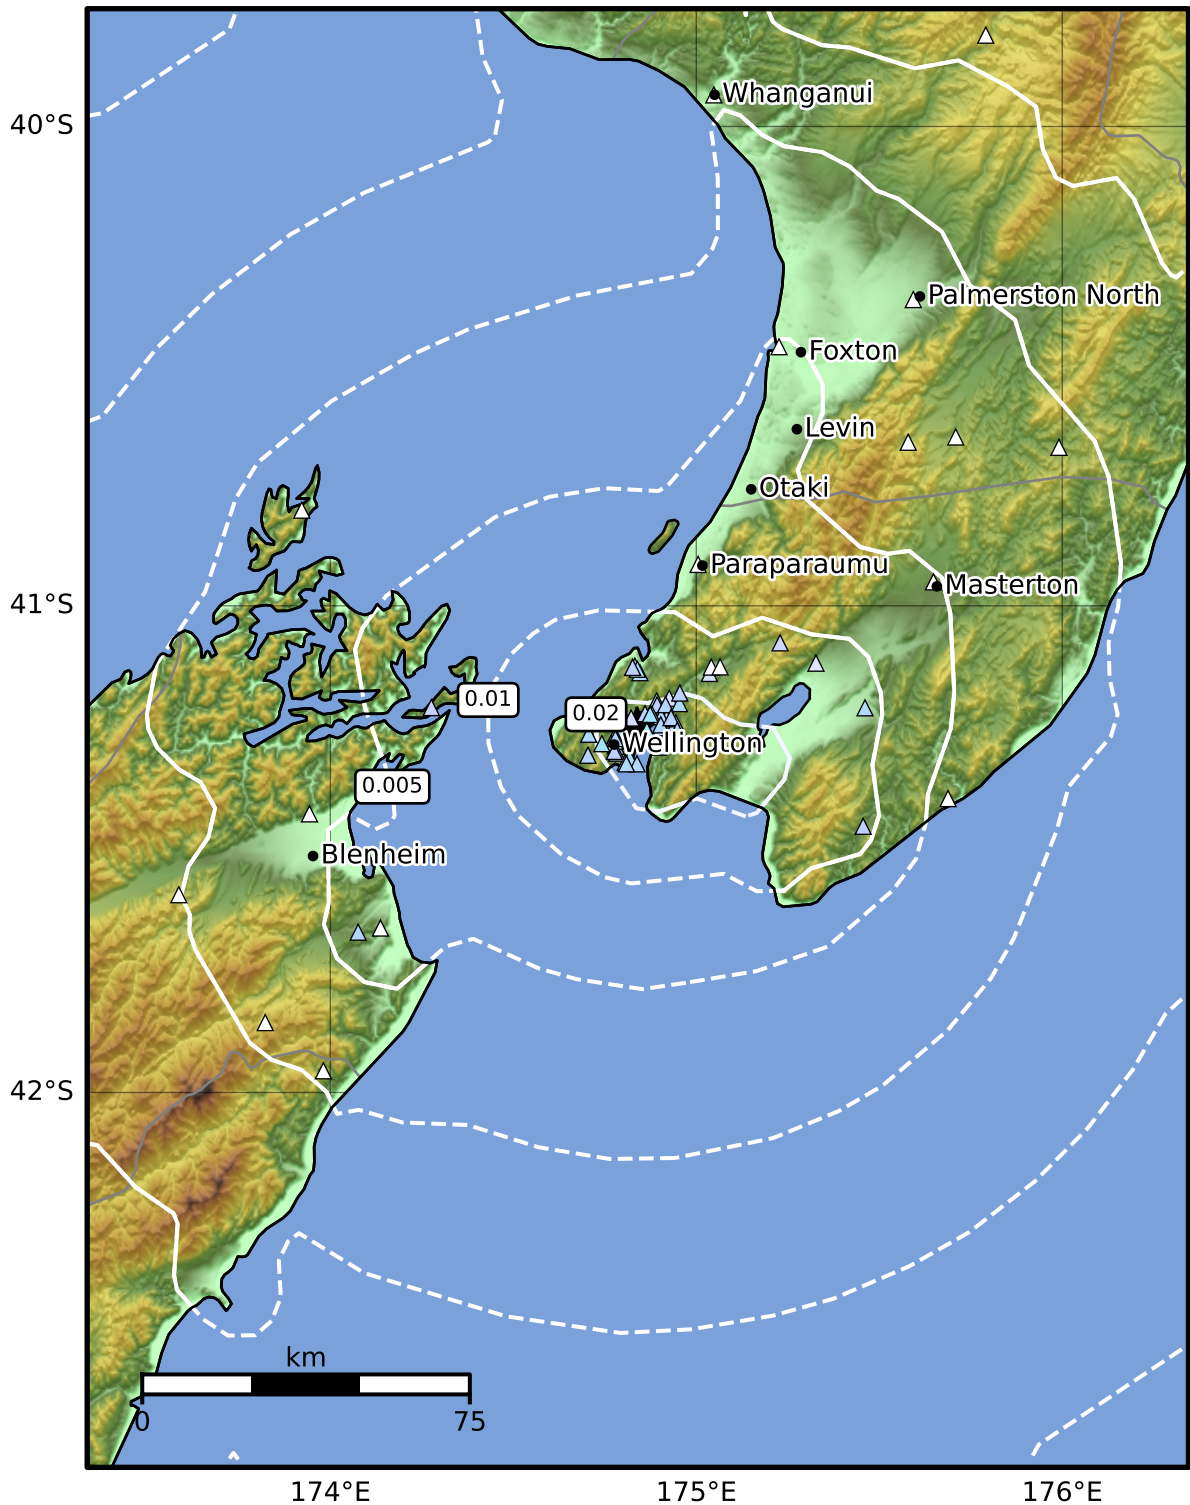 Whanganui
40°S
Palmerston North
Foxton
Levin
Otaki
Paraparaumu
Masterton
41°S
0.01
0.02
Wellington
0.005
Blenheim
42°S
km
0
75
174°E
175°E
176°E